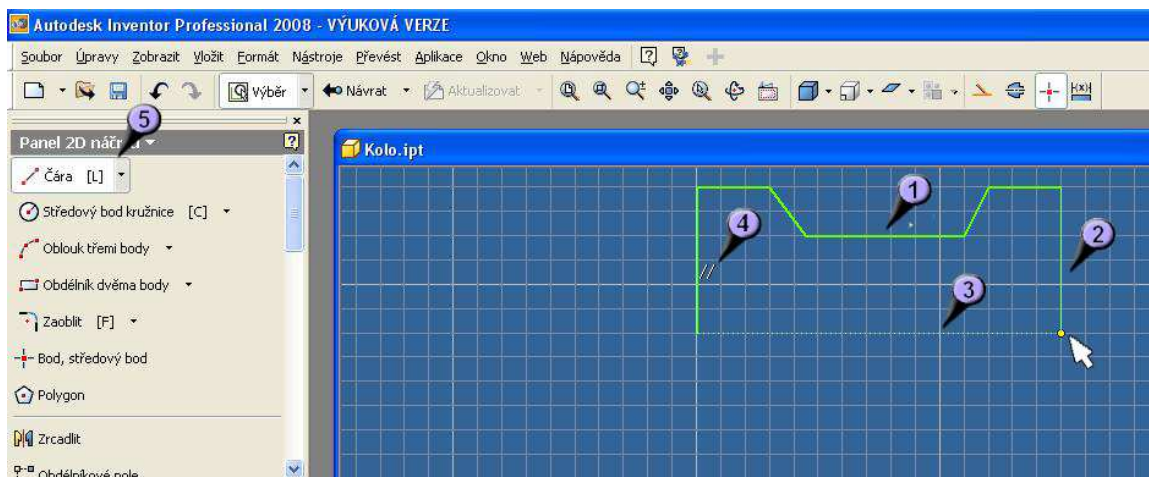 Autodesk Inventor Professional 2008 - VÝUKOVÁ VERZE
Soubor Úpravy Zobrazit Vložit Formát Nástroje Převést Aplikace Okno Web Nápověda
Výběr Návrat Aktualizovat
5
Panel 2D
Kolo.ipt
Čára [L]
Středový bod kružnice [C]
Oblouk třemi body
Obdélník dvěma body
Zaoblit [F]
Bod, středový bod
Polygon
Zrcadlit
Obdélníkové pole
1
4
2
3